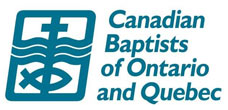 Canadian
Baptists
of Ontario
and Quebec